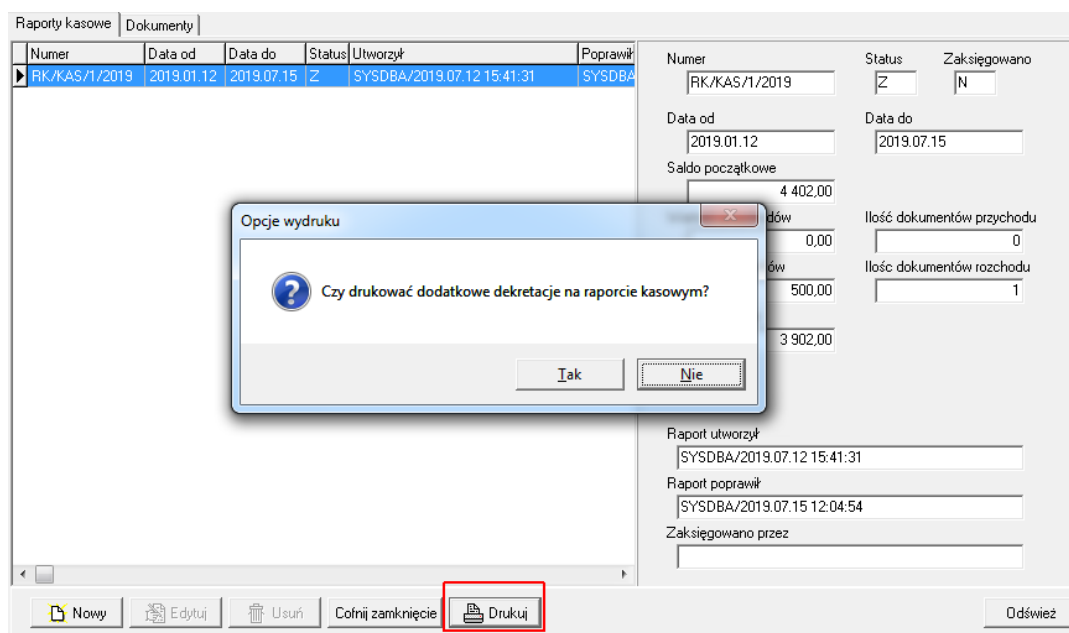 Raporty kasowe Dokumenty
Numer Data od Data do Status Utworzył Poprawił
RK/KAS/1/2019 2019.01.12 2019.07.15 Z SYSDBA/2019.07.12 15:41:31 SYSDBA
Numer Status Zaksięgowano
RK/KAS/1/2019 Z N
Data od Data do
2019.01.12 2019.07.15
Saldo początkowe
4 402,00
dów Ilość dokumentów przychodu
0,00 0
ów Ilośc dokumentów rozchodu
500,00 1
3 902,00
Opcje wydruku
Czy drukować dodatkowe dekretacje na raporcie kasowym?
Tak Nie
Raport utworzył
SYSDBA/2019.07.12 15:41:31
Raport poprawił
SYSDBA/2019.07.15 12:04:54
Zaksięgowano przez
Nowy Edytuj Usuń Cofnij zamknięcie Drukuj Odśwież